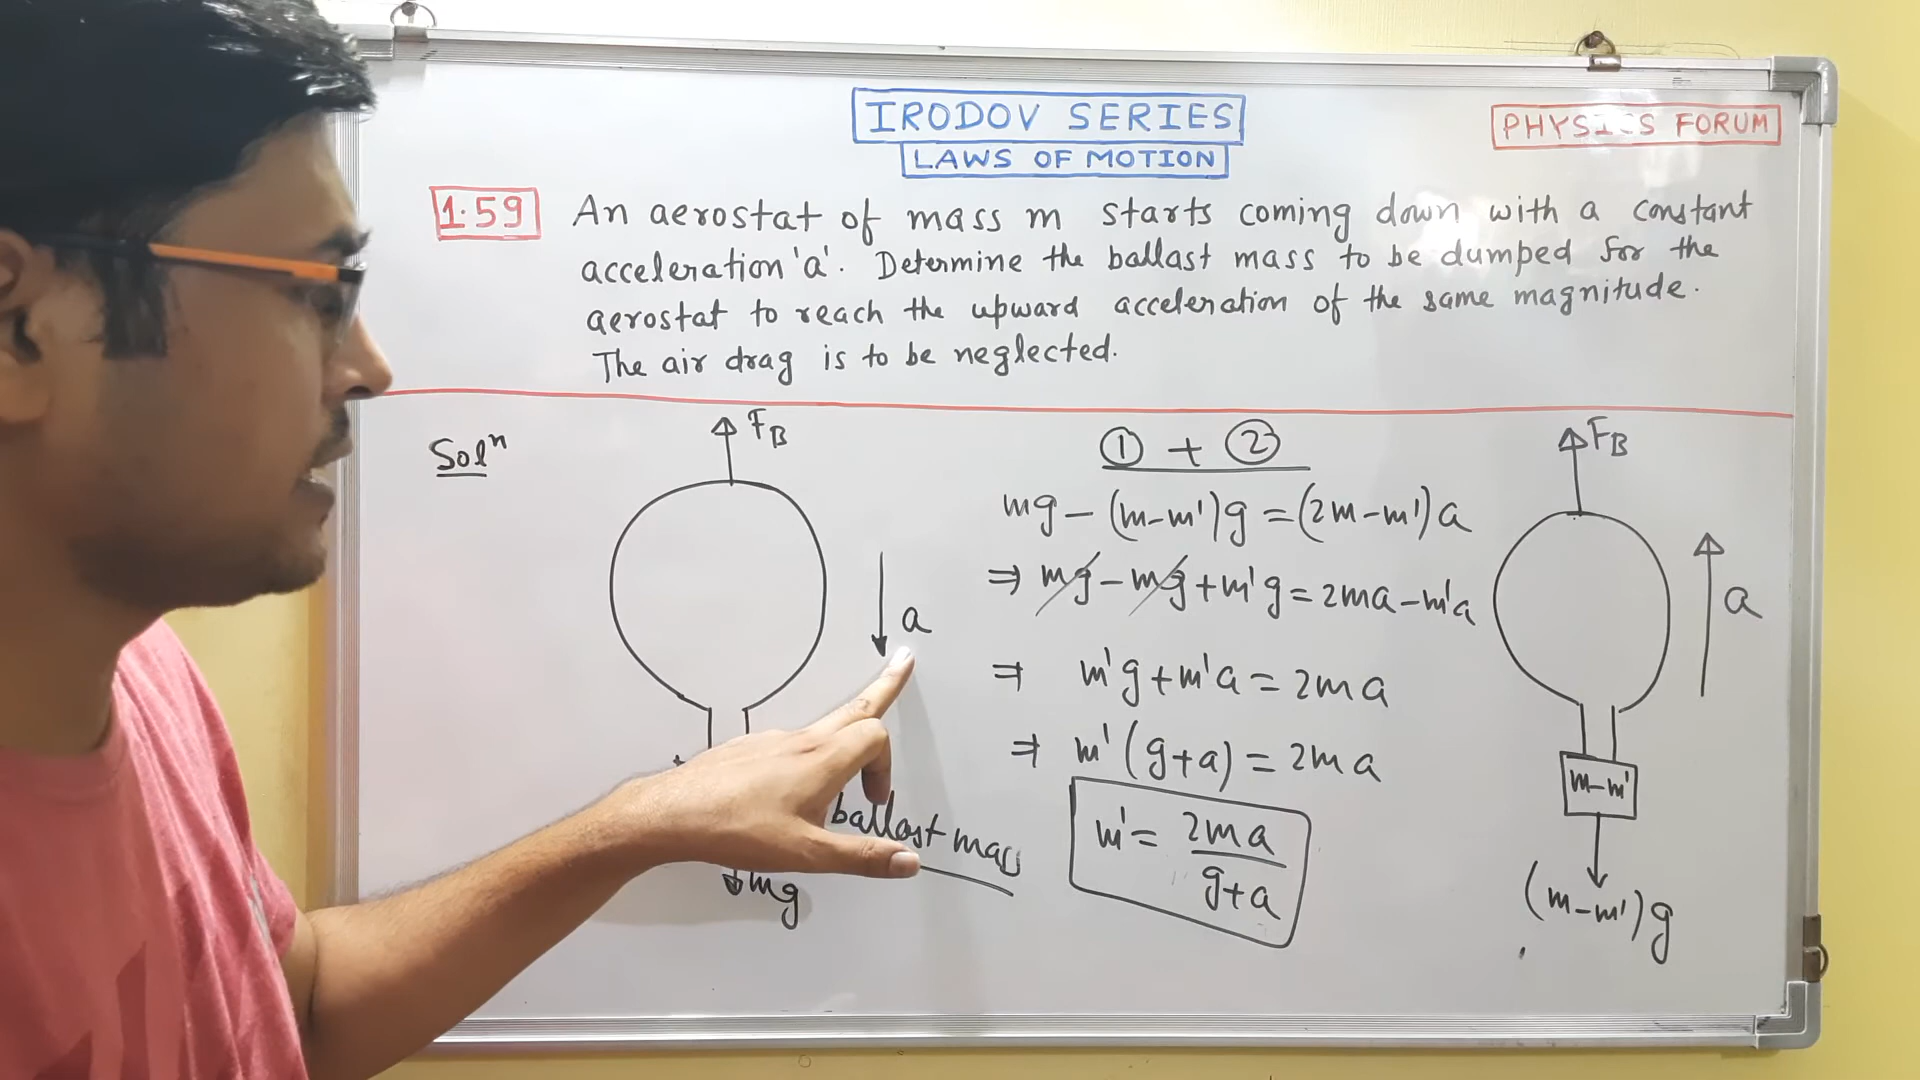 IRODOV SERIES
LAWS OF MOTION
PHYSICS FORUM
1.59 An aerostat of mass m starts coming down with a constant
acceleration 'a'. Determine the ballast mass to be dumped for the
aerostat to reach the upward acceleration of the same magnitude.
The air drag is to be neglected.
Solⁿ
F_B
a
ballast mass
mg
① + ②
mg - (m-m')g = (2m-m')a
⇒ mg - mg + m'g = 2ma - m'a
⇒ m'g + m'a = 2ma
⇒ m'(g+a) = 2ma
m' = 2ma / g+a
F_B
a
m-m'
(m-m')g